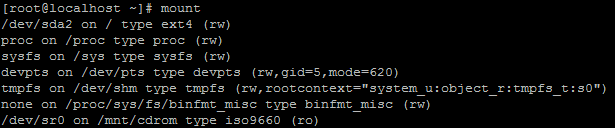 [root@localhost ~]# mount
/dev/sda2 on / type ext4 (rw)
proc on /proc type proc (rw)
sysfs on /sys type sysfs (rw)
devpts on /dev/pts type devpts (rw,gid=5,mode=620)
tmpfs on /dev/shm type tmpfs (rw,rootcontext="system_u:object_r:tmpfs_t:s0")
none on /proc/sys/fs/binfmt_misc type binfmt_misc (rw)
/dev/sr0 on /mnt/cdrom type iso9660 (ro)